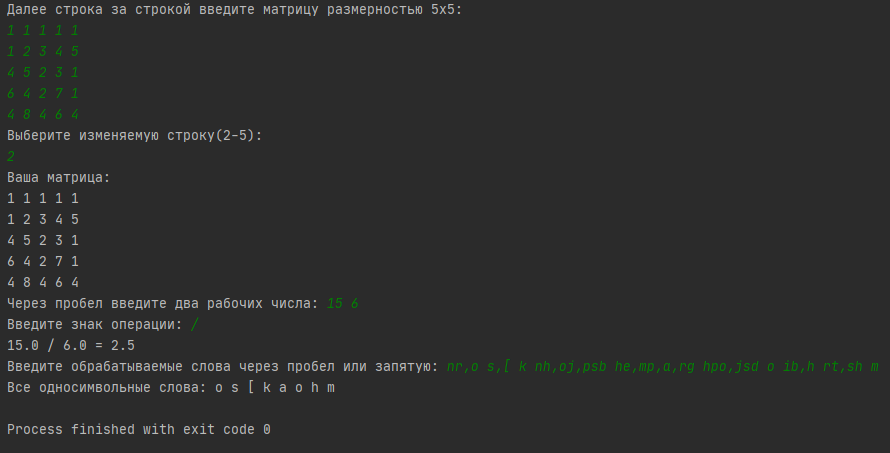 Далее строка за строкой введите матрицу размерностью 5x5:
1 1 1 1 1
1 2 3 4 5
4 5 2 3 1
6 4 2 7 1
4 8 4 6 4
Выберите изменяемую строку(2-5):
2
Ваша матрица:
1 1 1 1 1
1 2 3 4 5
4 5 2 3 1
6 4 2 7 1
4 8 4 6 4
Через пробел введите два рабочих числа: 15 6
Введите знак операции: /
15.0 / 6.0 = 2.5
Введите обрабатываемые слова через пробел или запятую: nr,o s,[ k nh,oj,psb he,mp,a,rg hpo,jsd o ib,h rt,sh m
Все односимвольные слова: o s [ k a o h m
Process finished with exit code 0